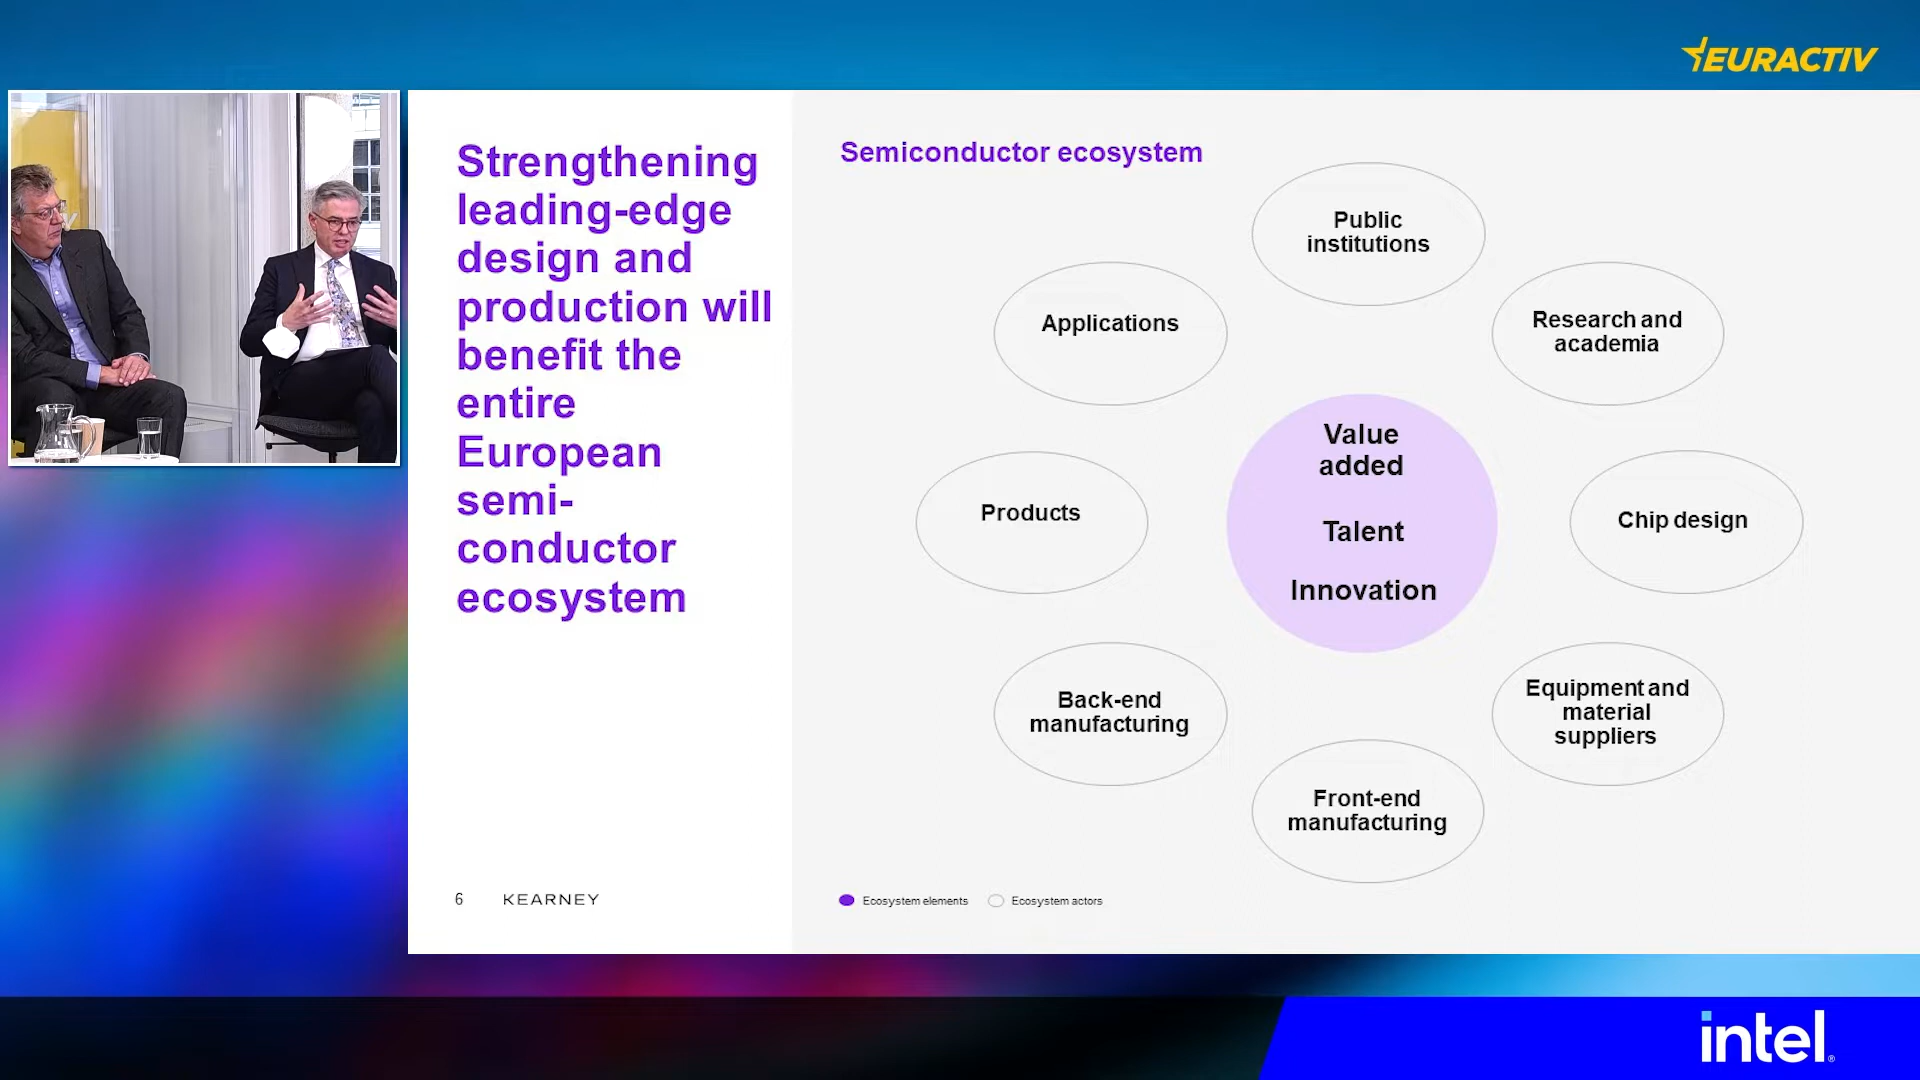 EURACTIV
Strengthening
leading-edge
design and
production will
benefit the
entire
European
semi-
conductor
ecosystem
6
KEARNEY
Semiconductor ecosystem
Public
institutions
Research and
academia
Chip design
Equipment and
material
suppliers
Front-end
manufacturing
Back-end
manufacturing
Products
Applications
Value
added
Talent
Innovation
Ecosystem elements
Ecosystem actors
intel